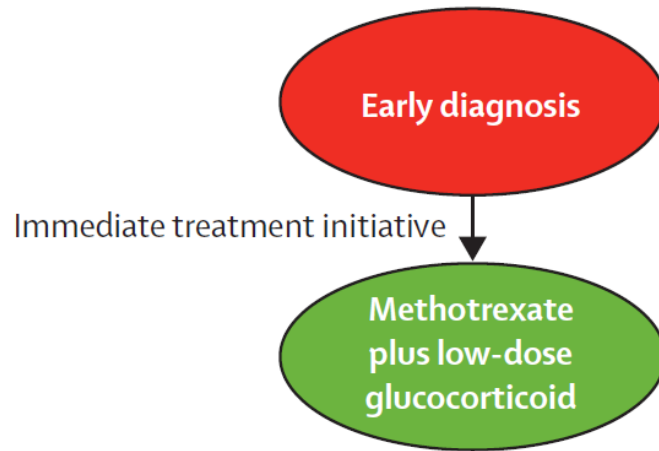 Early diagnosis
Immediate treatment initiative
Methotrexate
plus low-dose
glucocorticoid